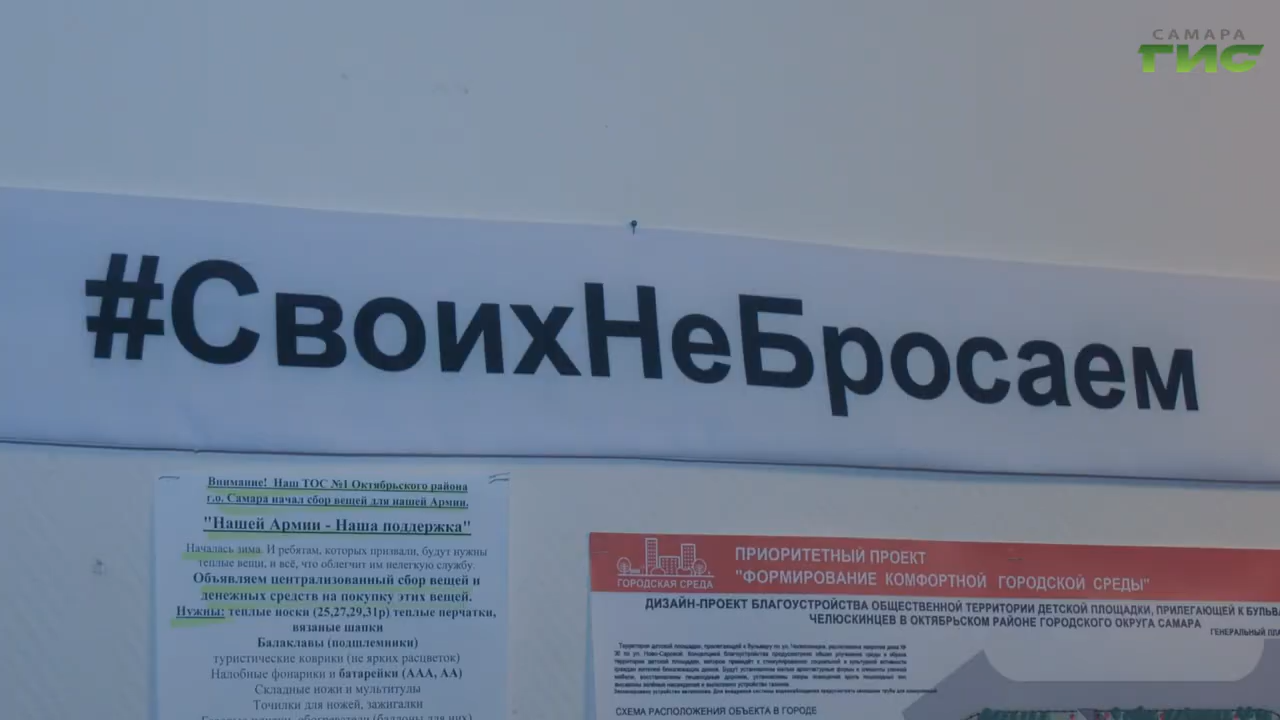 САМАРА
ГИС
#СвоихНеБросаем
Внимание! Наш ТОС №1 Октябрьского района
г.о. Самара начал сбор вещей для нашей Армии.
"Нашей Армии - Наша поддержка"
Началась зима. И ребятам, которых призвали, будут нужны
теплые вещи, и всё, что облегчит им нелегкую службу.
Объявляем централизованный сбор вещей и
денежных средств на покупку этих вещей.
Нужны: теплые носки (25,27,29,31р) теплые перчатки,
вязаные шапки
Балаклавы (подшлемники)
туристические коврики (не ярких расцветок)
Налобные фонарики и батарейки (ААА, АА)
Складные ножи и мультитулы
Точилки для ножей, зажигалки
ГОРОДСКАЯ СРЕДА
ПРИОРИТЕТНЫЙ ПРОЕКТ
"ФОРМИРОВАНИЕ КОМФОРТНОЙ ГОРОДСКОЙ СРЕДЫ"
ДИЗАЙН-ПРОЕКТ БЛАГОУСТРОЙСТВА ОБЩЕСТВЕННОЙ ТЕРРИТОРИИ ДЕТСКОЙ ПЛОЩАДКИ, ПРИЛЕГАЮЩЕЙ К БУЛЬВА
ЧЕЛЮСКИНЦЕВ В ОКТЯБРЬСКОМ РАЙОНЕ ГОРОДСКОГО ОКРУГА САМАРА
ГЕНЕРАЛЬНЫЙ ПЛА
СХЕМА РАСПОЛОЖЕНИЯ ОБЪЕКТА В ГОРОДЕ